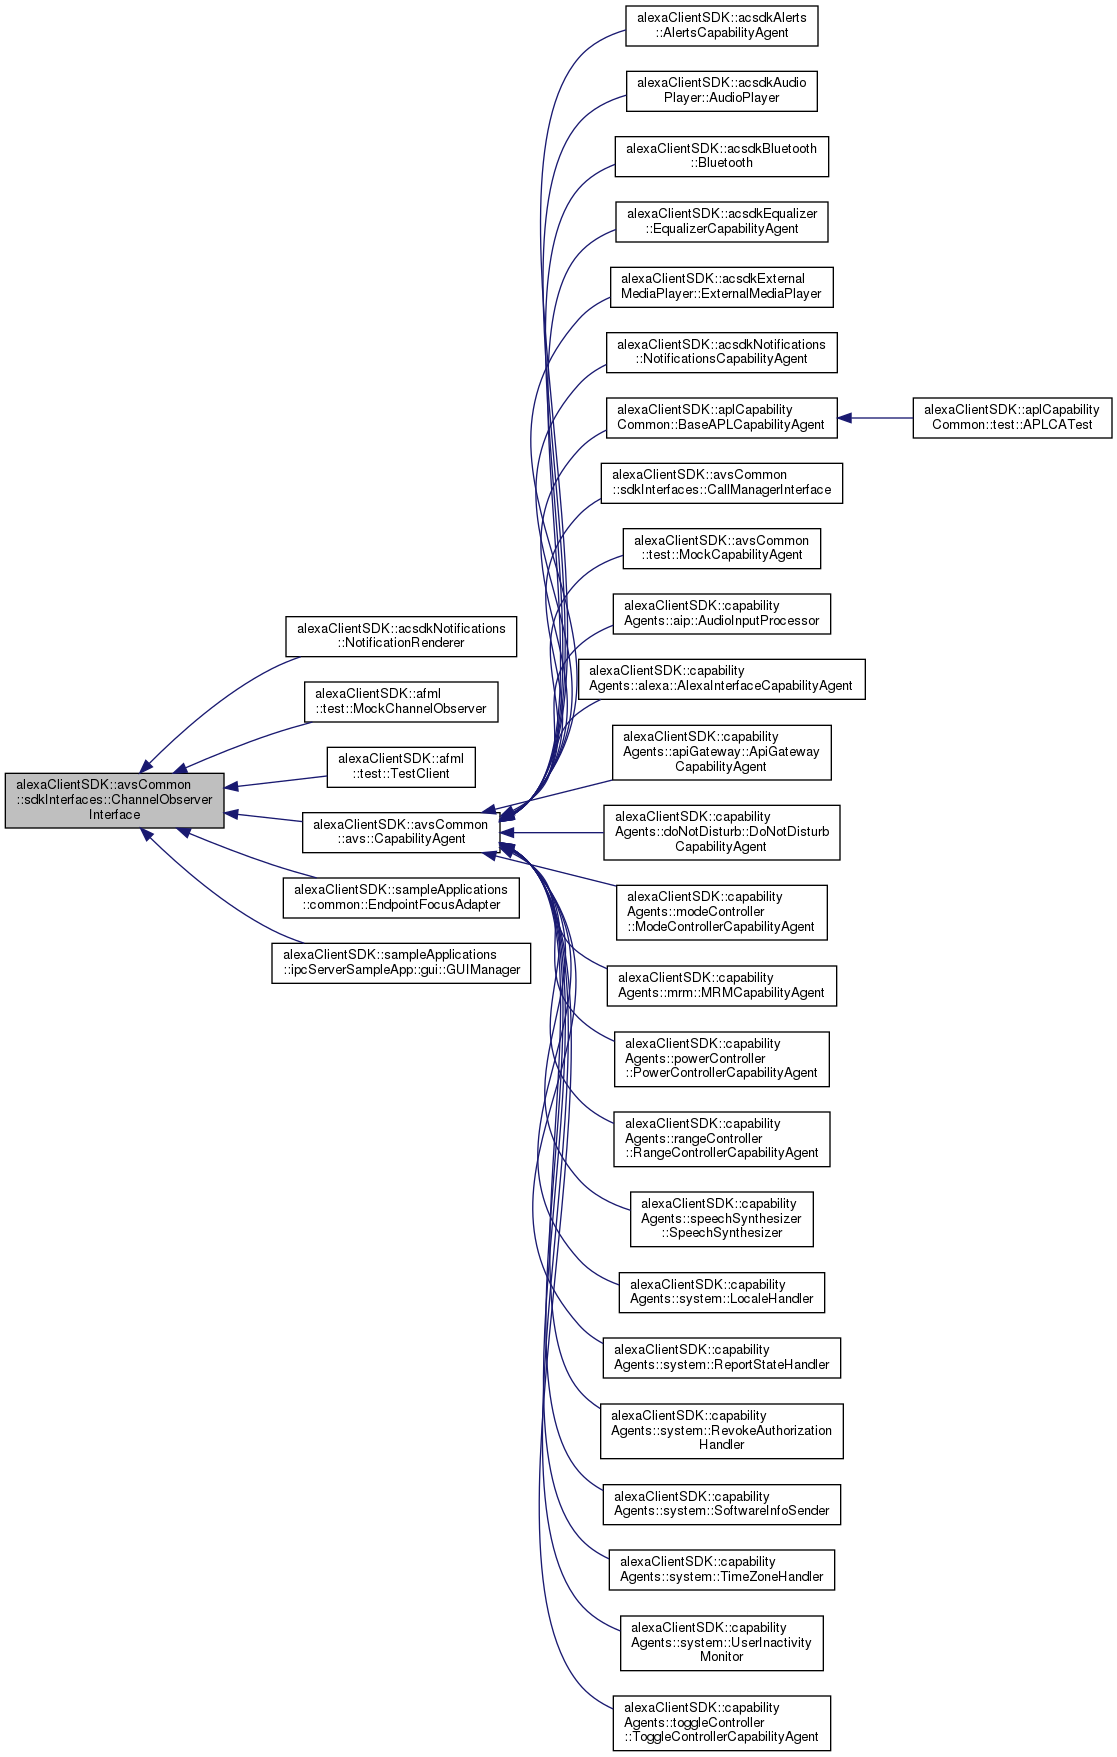 alexaClientSDK::avsCommon
::sdkInterfaces::ChannelObserver
Interface
alexaClientSDK::acsdkNotifications
::NotificationRenderer
alexaClientSDK::afml
::test::MockChannelObserver
alexaClientSDK::afml
::test::TestClient
alexaClientSDK::avsCommon
::avs::CapabilityAgent
alexaClientSDK::sampleApplications
::common::EndpointFocusAdapter
alexaClientSDK::sampleApplications
::ipcServerSampleApp::gui::GUIManager
alexaClientSDK::acsdkAlerts
::AlertsCapabilityAgent
alexaClientSDK::acsdkAudio
Player::AudioPlayer
alexaClientSDK::acsdkBluetooth
::Bluetooth
alexaClientSDK::acsdkEqualizer
::EqualizerCapabilityAgent
alexaClientSDK::acsdkExternal
MediaPlayer::ExternalMediaPlayer
alexaClientSDK::acsdkNotifications
::NotificationsCapabilityAgent
alexaClientSDK::aplCapability
Common::BaseAPLCapabilityAgent
alexaClientSDK::aplCapability
Common::test::APLCATest
alexaClientSDK::avsCommon
::sdkInterfaces::CallManagerInterface
alexaClientSDK::avsCommon
::test::MockCapabilityAgent
alexaClientSDK::capability
Agents::aip::AudioInputProcessor
alexaClientSDK::capability
Agents::alexa::AlexaInterfaceCapabilityAgent
alexaClientSDK::capability
Agents::apiGateway::ApiGateway
CapabilityAgent
alexaClientSDK::capability
Agents::doNotDisturb::DoNotDisturb
CapabilityAgent
alexaClientSDK::capability
Agents::modeController
::ModeControllerCapabilityAgent
alexaClientSDK::capability
Agents::mrm::MRMCapabilityAgent
alexaClientSDK::capability
Agents::powerController
::PowerControllerCapabilityAgent
alexaClientSDK::capability
Agents::rangeController
::RangeControllerCapabilityAgent
alexaClientSDK::capability
Agents::speechSynthesizer
::SpeechSynthesizer
alexaClientSDK::capability
Agents::system::LocaleHandler
alexaClientSDK::capability
Agents::system::ReportStateHandler
alexaClientSDK::capability
Agents::system::RevokeAuthorization
Handler
alexaClientSDK::capability
Agents::system::SoftwareInfoSender
alexaClientSDK::capability
Agents::system::TimeZoneHandler
alexaClientSDK::capability
Agents::system::UserInactivity
Monitor
alexaClientSDK::capability
Agents::toggleController
::ToggleControllerCapabilityAgent